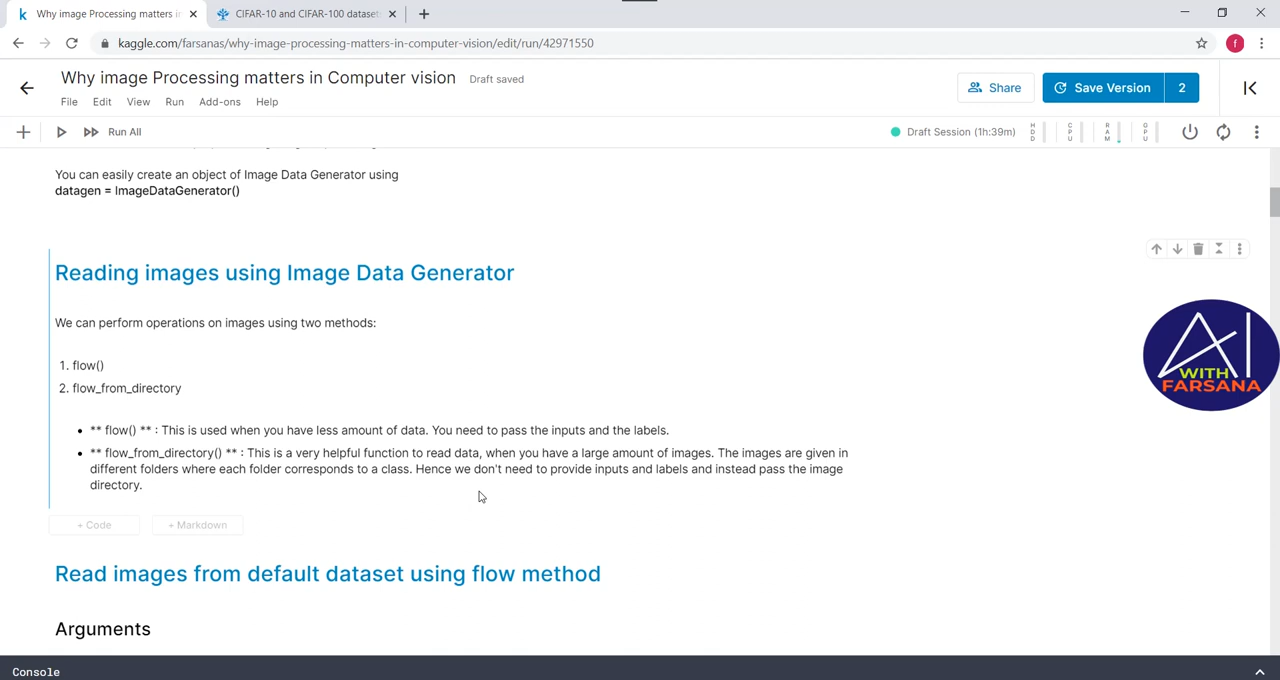 Why image Processing matters in
CIFAR-10 and CIFAR-100 dataset
kaggle.com/farsanas/why-image-processing-matters-in-computer-vision/edit/run/42971550
f
Why image Processing matters in Computer vision
Draft saved
File Edit View Run Add-ons Help
Share
Save Version 2
Run All
Draft Session (1h:39m)
HDD CPU RAM GPU
You can easily create an object of Image Data Generator using
datagen = ImageDataGenerator()
Reading images using Image Data Generator
We can perform operations on images using two methods:
1. flow()
2. flow_from_directory
• ** flow() ** : This is used when you have less amount of data. You need to pass the inputs and the labels.
• ** flow_from_directory() ** : This is a very helpful function to read data, when you have a large amount of images. The images are given in
different folders where each folder corresponds to a class. Hence we don't need to provide inputs and labels and instead pass the image
directory.
+ Code + Markdown
AI
WITH
FARSANA
Read images from default dataset using flow method
Arguments
Console